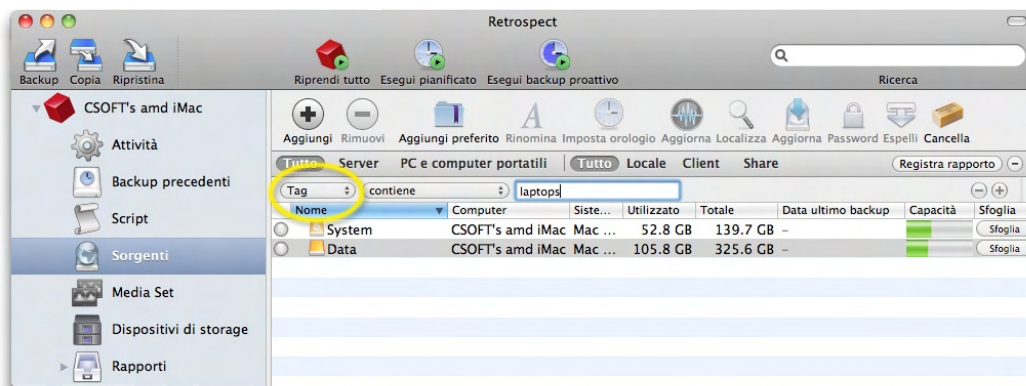 Retrospect
Backup Copia Ripristina
Riprendi tutto Esegui pianificato Esegui backup proattivo
Ricerca
CSOFT's amd iMac
Attività
Backup precedenti
Script
Sorgenti
Media Set
Dispositivi di storage
Rapporti
Aggiungi Rimuovi Aggiungi preferito Rinomina Imposta orologio Aggiorna Localizza Aggiorna Password Espelli Cancella
Tutto Server PC e computer portatili Tutto Locale Client Share Registra rapporto
Tag contiene laptops
Nome Computer Siste... Utilizzato Totale Data ultimo backup Capacità Sfoglia
System CSOFT's amd iMac Mac ... 52.8 GB 139.7 GB – Sfoglia
Data CSOFT's amd iMac Mac ... 105.8 GB 325.6 GB – Sfoglia